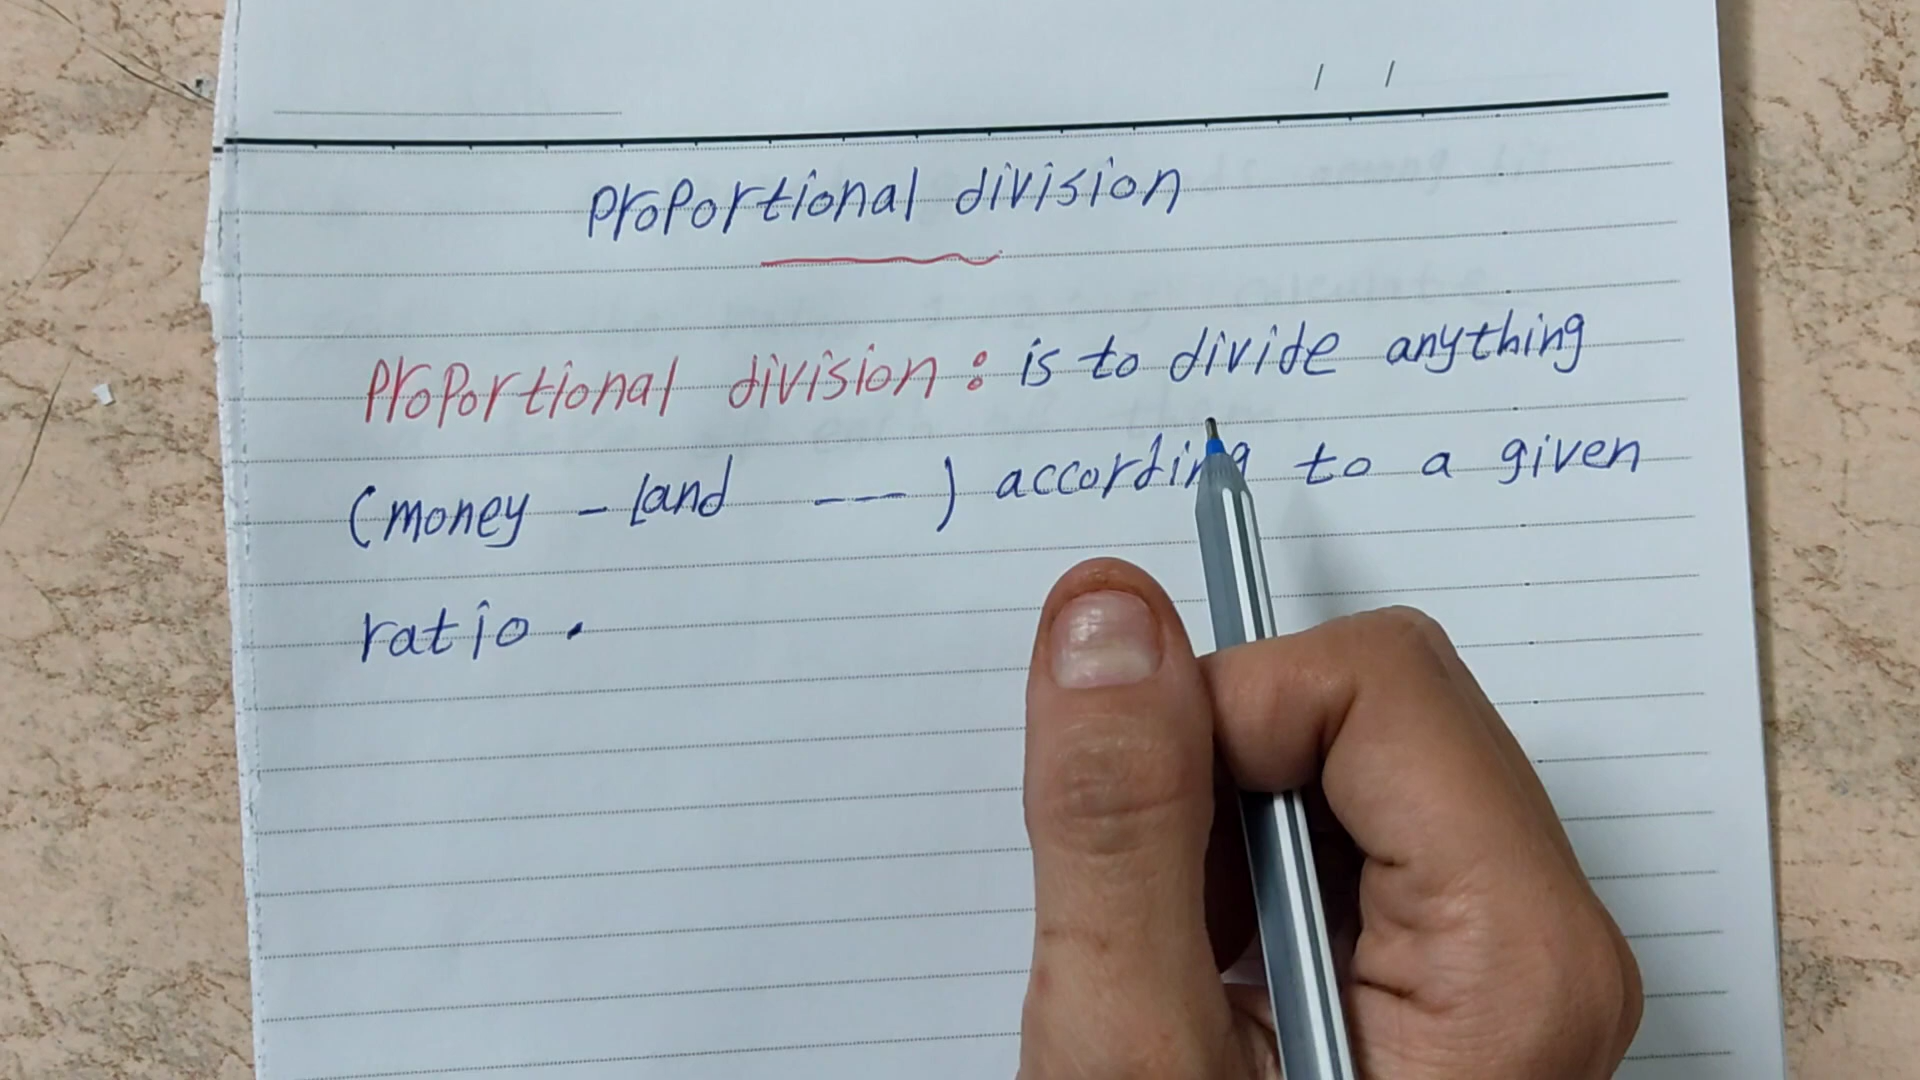 Proportional division
Proportional division : is to divide anything
(money - land --- ) according to a given
ratio .